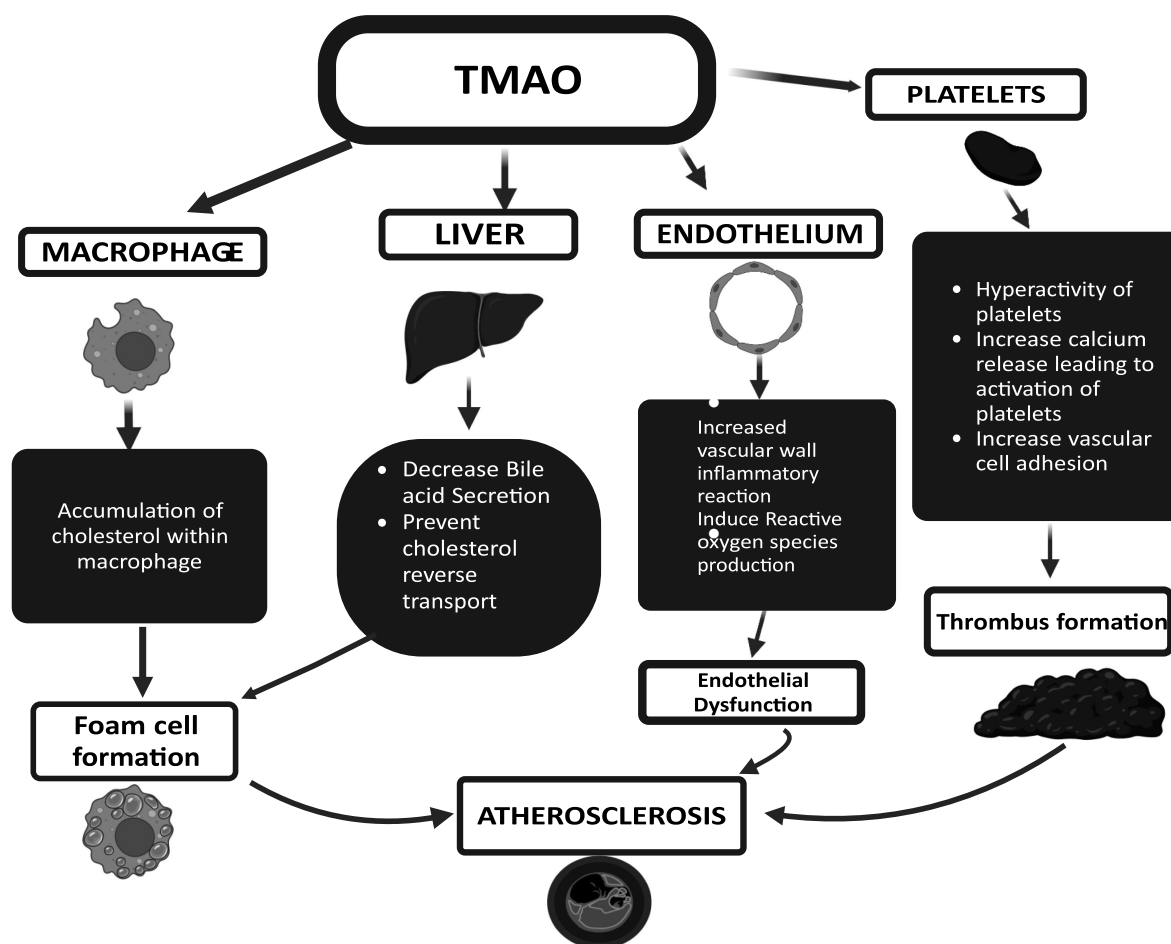 TMAO
PLATELETS
MACROPHAGE
LIVER
ENDOTHELIUM
• Hyperactivity of
platelets
• Increase calcium
release leading to
activation of
platelets
• Increase vascular
cell adhesion
Accumulation of
cholesterol within
macrophage
• Decrease Bile
acid Secretion
• Prevent
cholesterol
reverse
transport
Increased
vascular wall
inflammatory
reaction
Induce Reactive
oxygen species
production
Thrombus formation
Endothelial
Dysfunction
Foam cell
formation
ATHEROSCLEROSIS